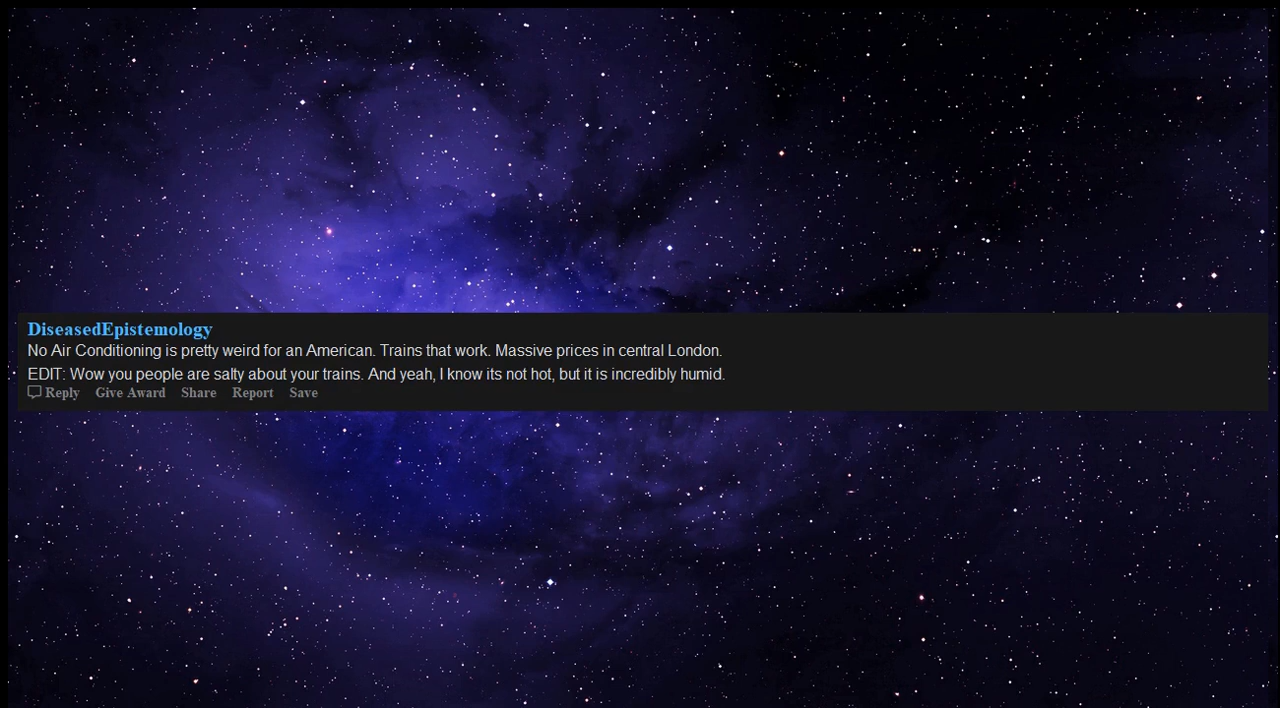 DiseasedEpistemology
No Air Conditioning is pretty weird for an American. Trains that work. Massive prices in central London.
EDIT: Wow you people are salty about your trains. And yeah, I know its not hot, but it is incredibly humid.
Reply Give Award Share Report Save